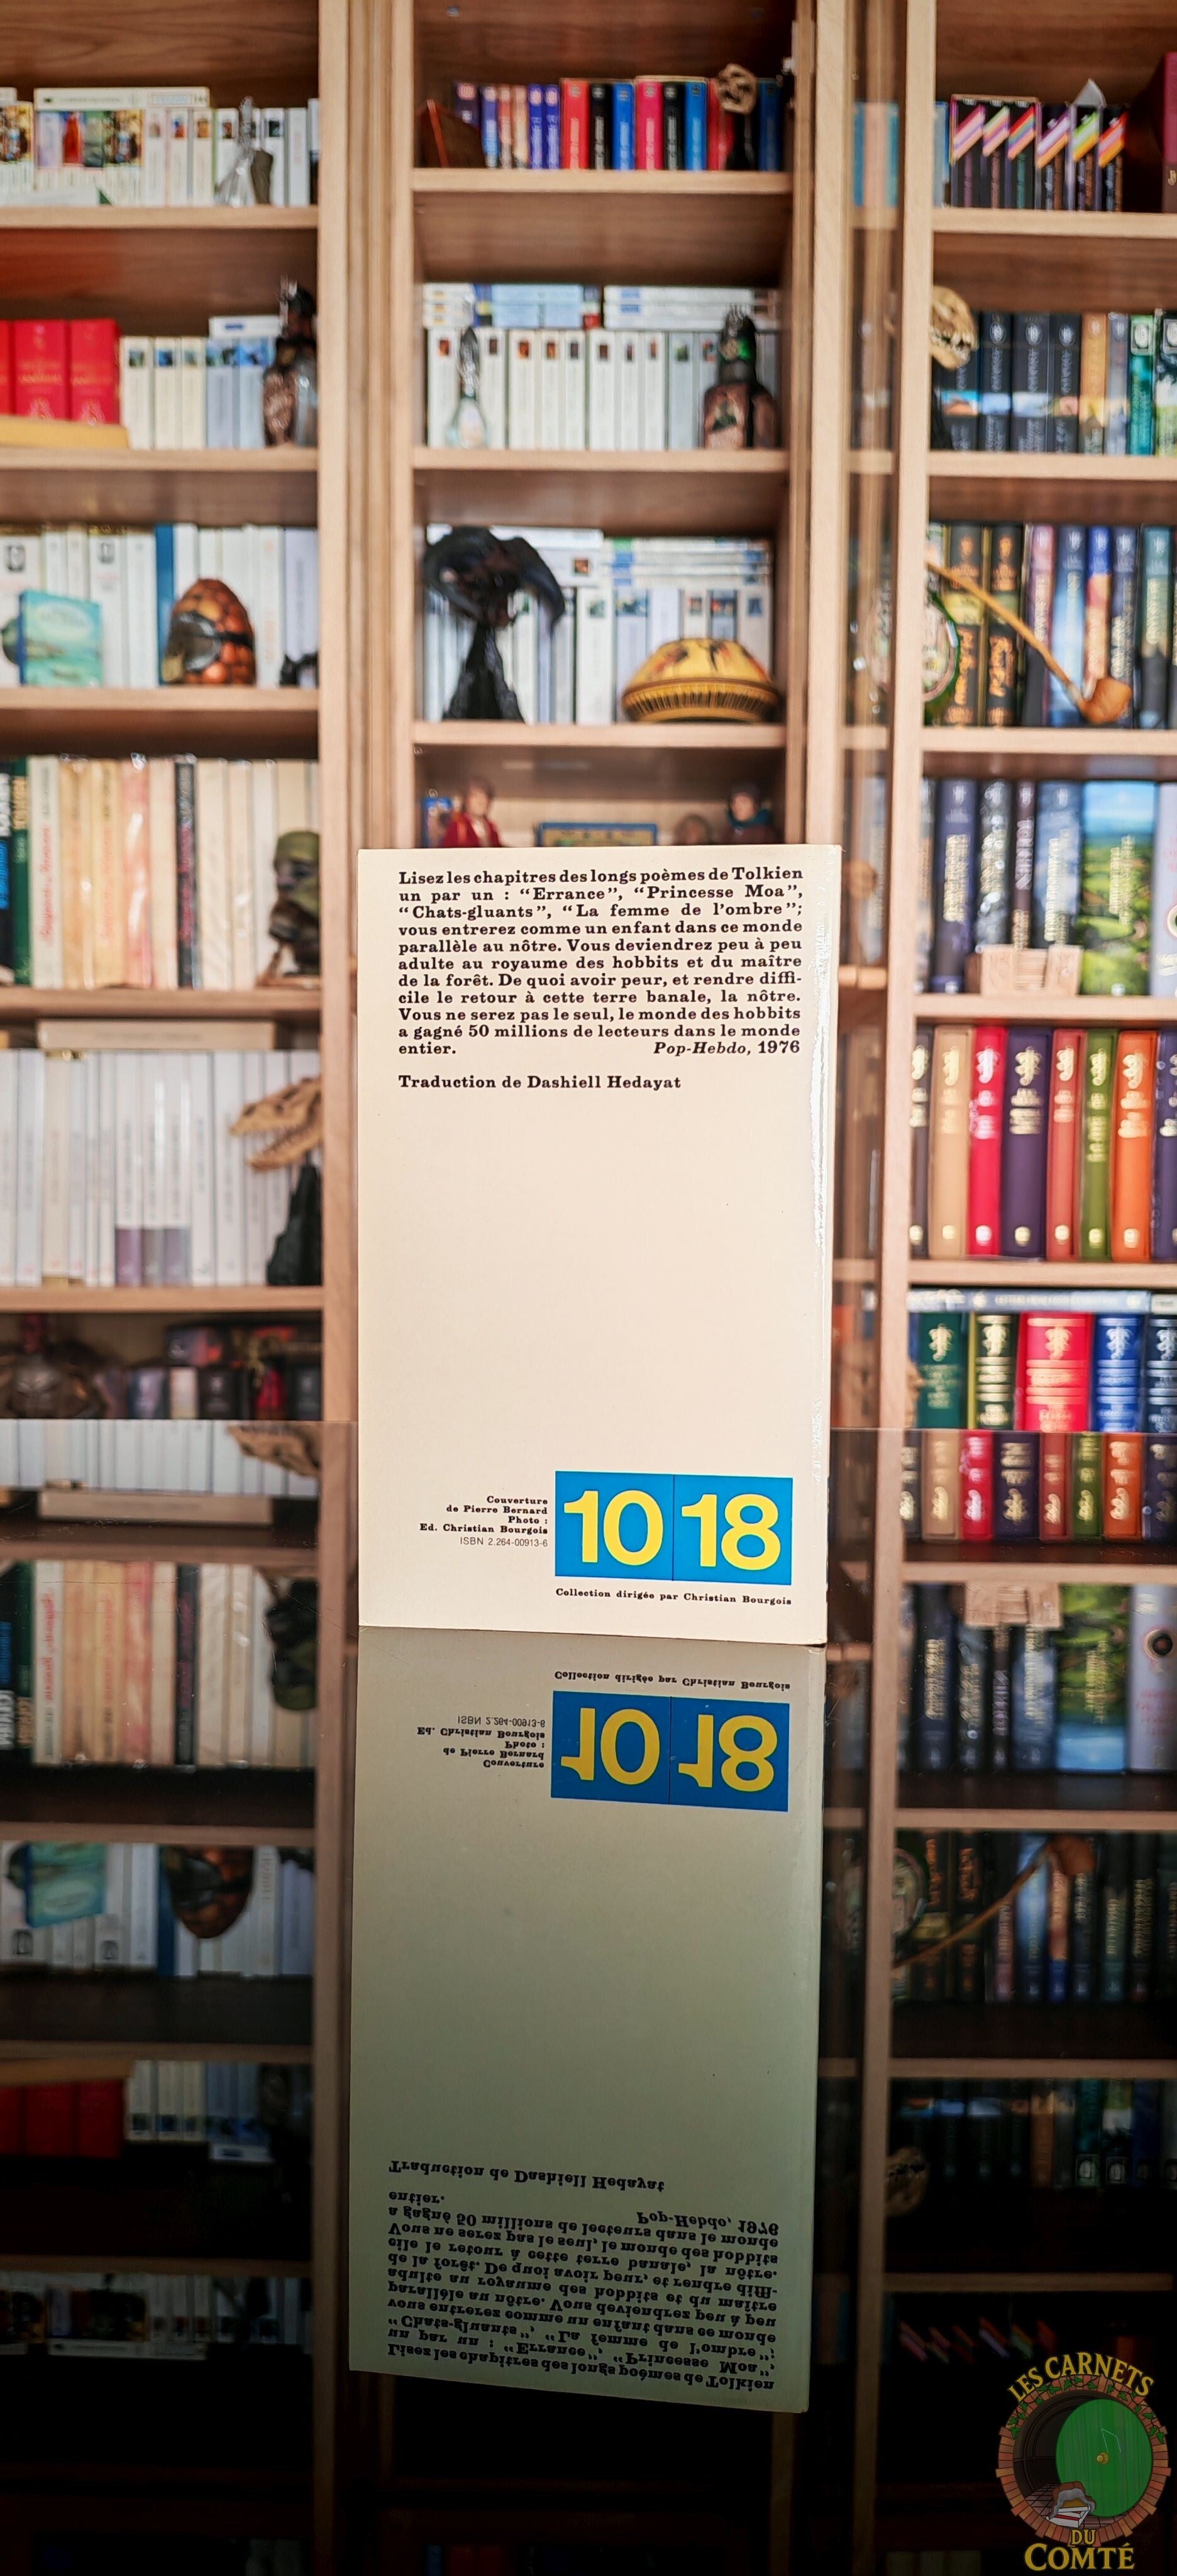 Lisez les chapitres des longs poèmes de Tolkien
un par un : “Errance”, “Princesse Moa”,
“Chats-gluants”, “La femme de l’ombre”;
vous entrerez comme un enfant dans ce monde
parallèle au nôtre. Vous deviendrez peu à peu
adulte au royaume des hobbits et du maître
de la forêt. De quoi avoir peur, et rendre diffi-
cile le retour à cette terre banale, la nôtre.
Vous ne serez pas le seul, le monde des hobbits
a gagné 50 millions de lecteurs dans le monde
entier. Pop-Hebdo, 1976
Traduction de Dashiell Hedayat
Couverture
de Pierre Bernard
Photo :
Ed. Christian Bourgois
ISBN 2.264-00913-6
10 18
Collection dirigée par Christian Bourgois
LES CARNETS
DU
COMTÉ